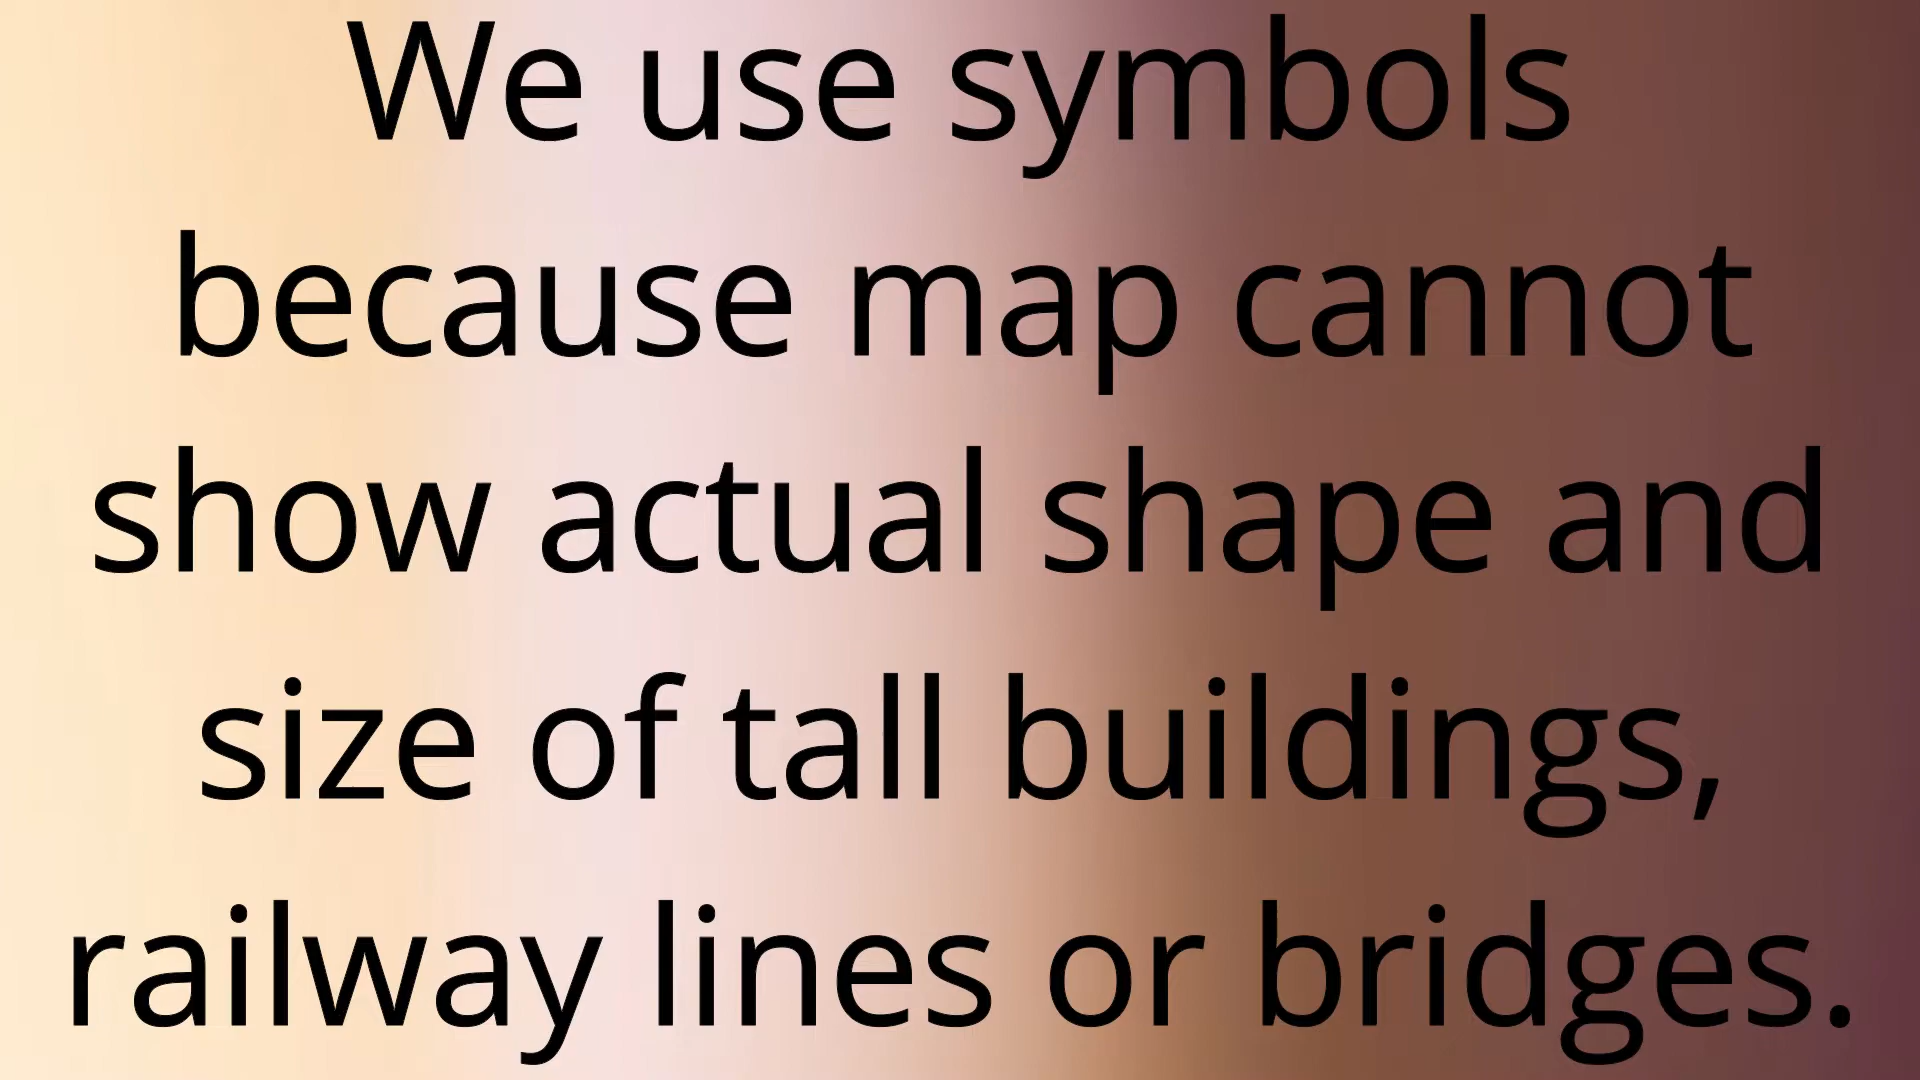 We use symbols
because map cannot
show actual shape and
size of tall buildings,
railway lines or bridges.